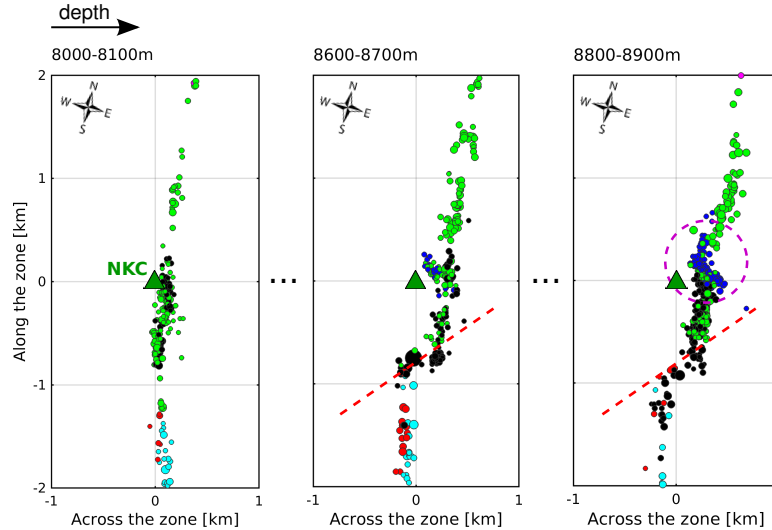 depth
8000-8100m
8600-8700m
8800-8900m
2
1
0
-1
-2
Along the zone [km]
N
W
E
S
N
W
E
S
N
W
E
S
NKC
...
...
-1
0
1
-1
0
1
-1
0
1
Across the zone [km]
Across the zone [km]
Across the zone [km]